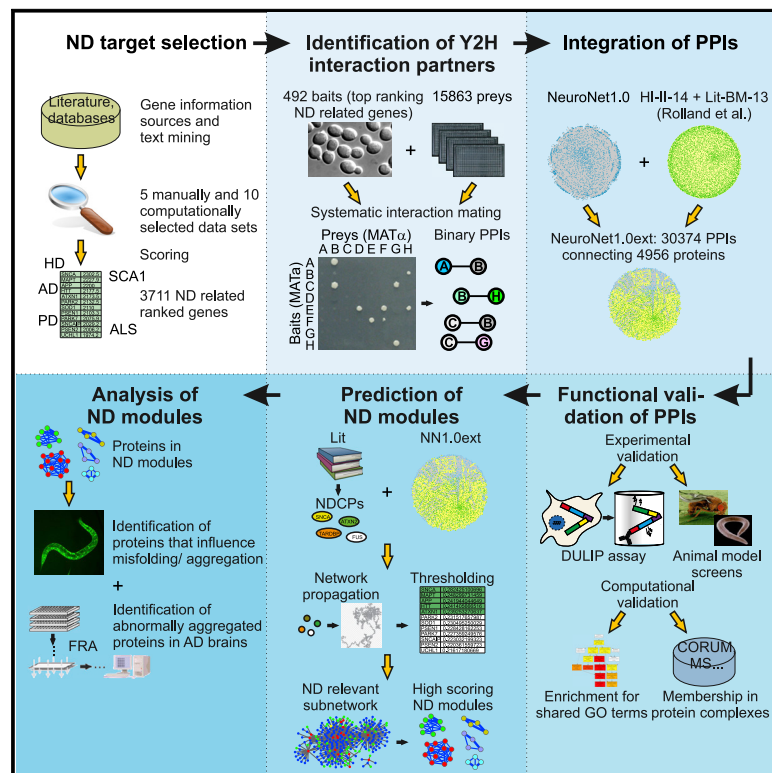 ND target selection
Literature,
databases
Gene information
sources and
text mining
5 manually and 10
computationally
selected data sets
Scoring
HD
AD
PD
SCA1
ALS
3711 ND related
ranked genes
Identification of Y2H
interaction partners
492 baits (top ranking
ND related genes)
15863 preys
+
Systematic interaction mating
Preys (MATα)
A B C D E F G H
Baits (MATa)
A
B
C
D
E
F
G
H
Binary PPIs
A B
B H
C B
C G
Integration of PPIs
NeuroNet1.0
HI-II-14 + Lit-BM-13
(Rolland et al.)
+
NeuroNet1.0ext: 30374 PPIs
connecting 4956 proteins
Functional vali-
dation of PPIs
Experimental
validation
DULIP assay
Animal model
screens
Computational
validation
CORUM
MS...
Enrichment for
shared GO terms
Membership in
protein complexes
Prediction of
ND modules
Lit
NN1.0ext
+
NDCPs
SNCA
ATXN1
TARDBP
FUS
Network
propagation
Thresholding
ND relevant
subnetwork
High scoring
ND modules
Analysis of
ND modules
Proteins in
ND modules
Identification of
proteins that influence
misfolding/ aggregation
+
Identification of
abnormally aggregated
proteins in AD brains
FRA